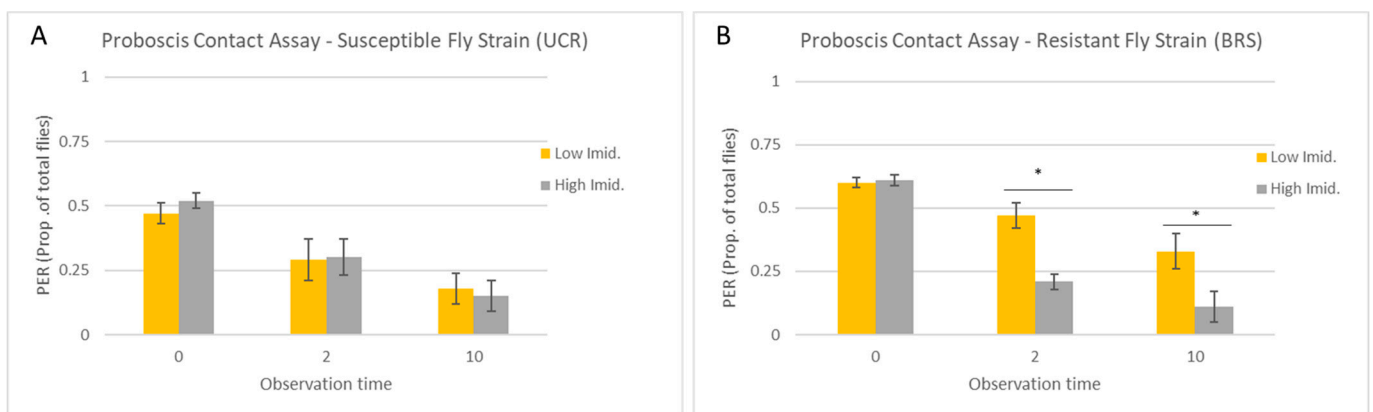 A
Proboscis Contact Assay - Susceptible Fly Strain (UCR)
1
0.75
0.5
0.25
0
PER (Prop .of total flies)
Low Imid.
High Imid.
0 2 10
Observation time
B
Proboscis Contact Assay - Resistant Fly Strain (BRS)
1
0.75
0.5
0.25
0
PER (Prop. of total flies)
*
*
Low Imid.
High Imid.
0 2 10
Observation time